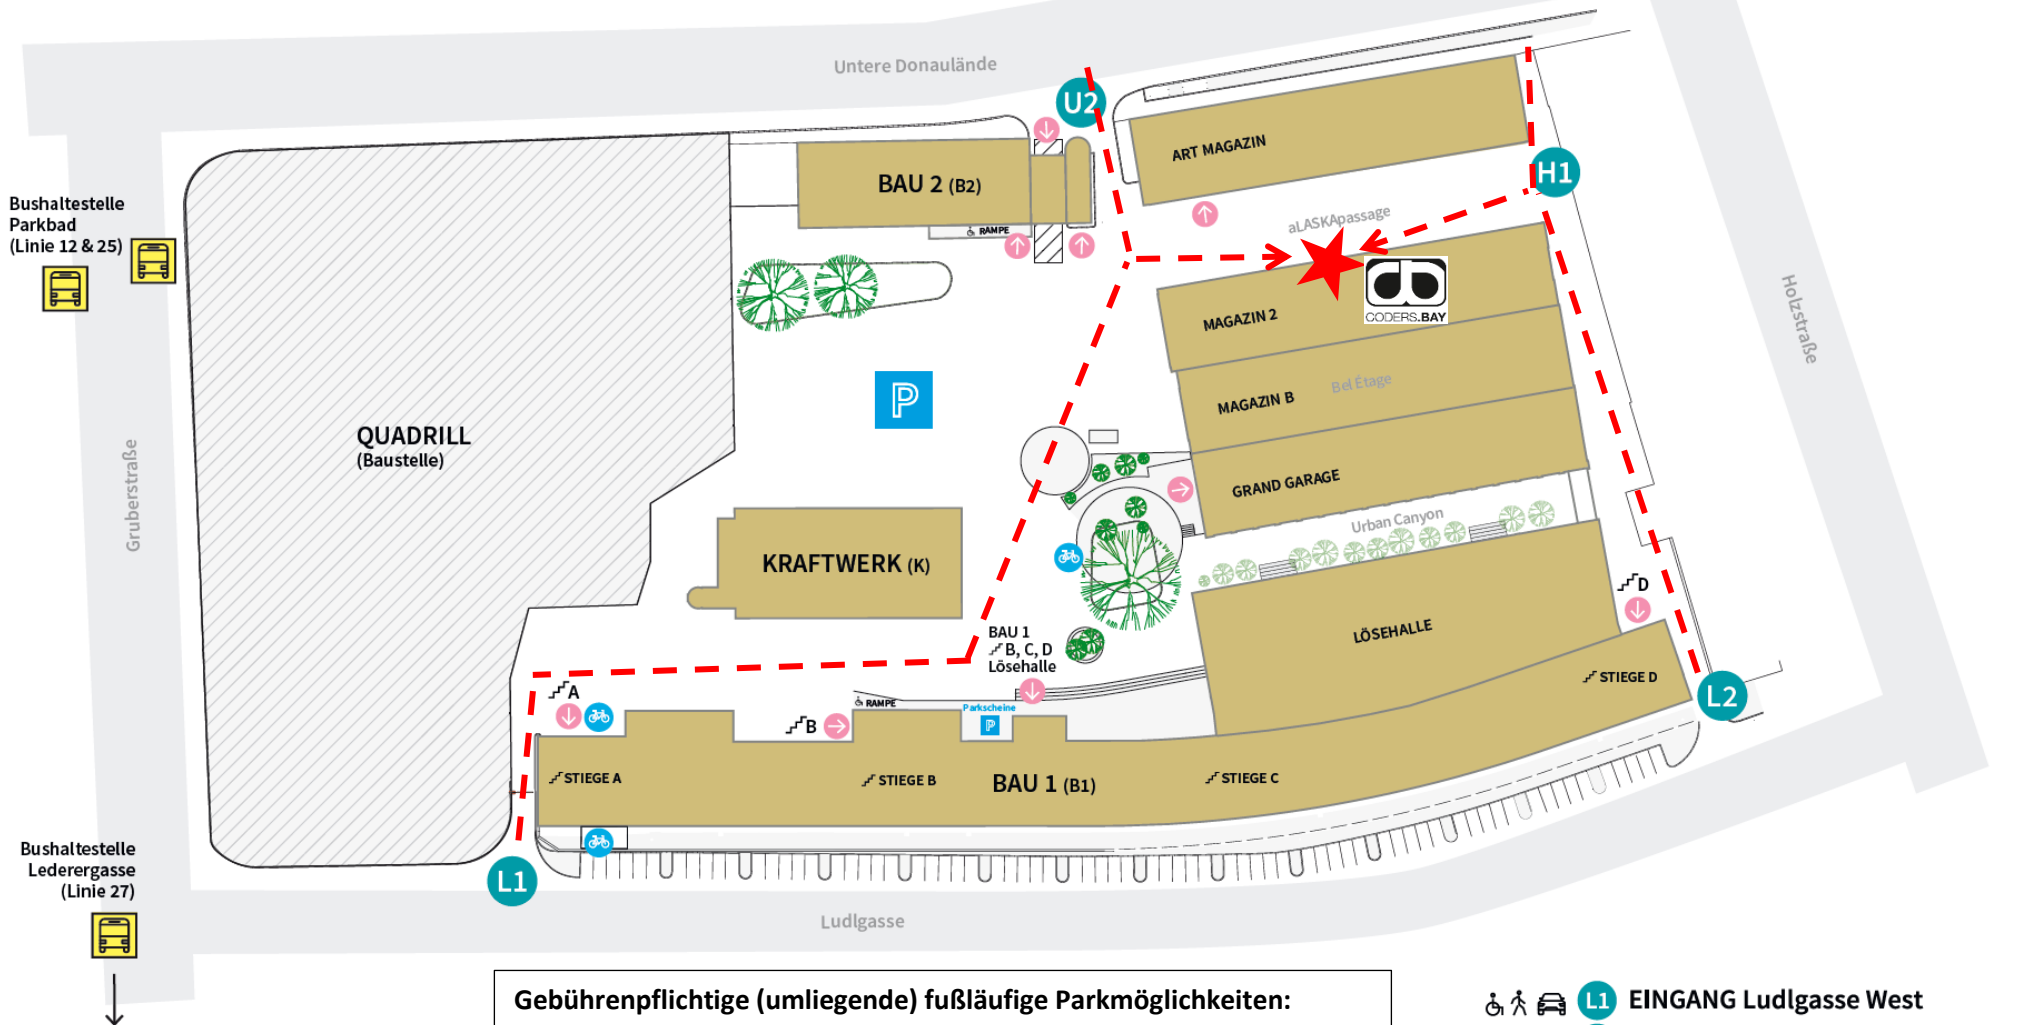 Untere Donaulände
U2
ART MAGAZIN
H1
BAU 2 (B2)
RAMPE
aLASKApassage
Bushaltestelle
Parkbad
(Linie 12 & 25)
MAGAZIN 2
CODERS.BAY
Holzstraße
MAGAZIN B
Bel Étage
P
QUADRILL
(Baustelle)
Gruberstraße
GRAND GARAGE
Urban Canyon
KRAFTWERK (K)
D
LÖSEHALLE
BAU 1
B, C, D
Lösehalle
STIEGE D
L2
A
RAMPE
Parkscheine
P
B
STIEGE A
STIEGE B
BAU 1 (B1)
STIEGE C
Bushaltestelle
Lederergasse
(Linie 27)
L1
Ludlgasse
Gebührenpflichtige (umliegende) fußläufige Parkmöglichkeiten:
L1 EINGANG Ludlgasse West